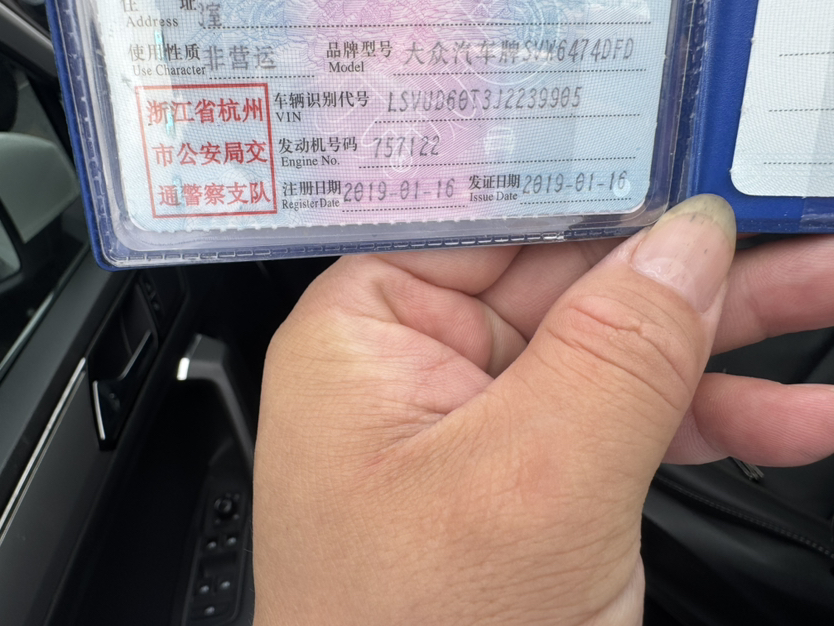 住 址 室
Address
使用性质 非营运 品牌型号 大众汽车牌SVW6474DFD
Use Character Model
浙江省杭州 车辆识别代号 LSVUD60T3J2239905
VIN
市公安局交 发动机号码 757122
Engine No.
通警察支队 注册日期 2019-01-16 发证日期 2019-01-16
Register Date Issue Date